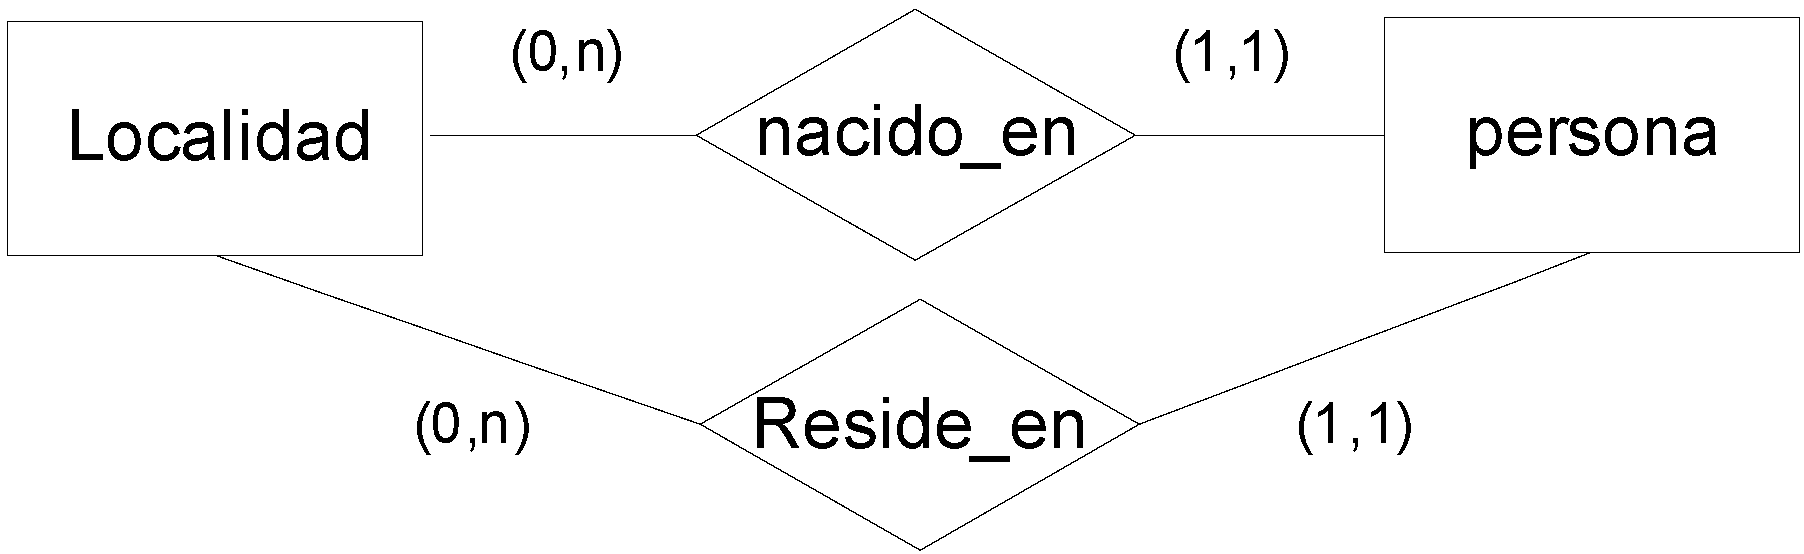 (0,n)
(1,1)
Localidad
nacido_en
persona
(0,n)
Reside_en
(1,1)